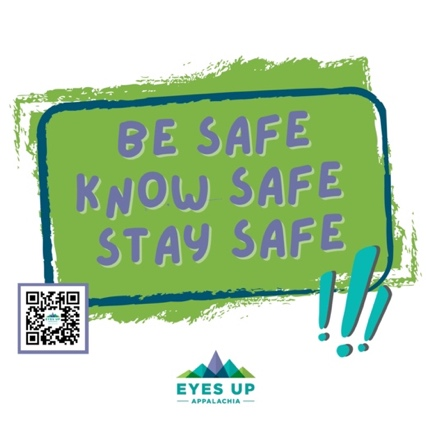 BE SAFE
KNOW SAFE
STAY SAFE
!!!
EYES UP
APPALACHIA